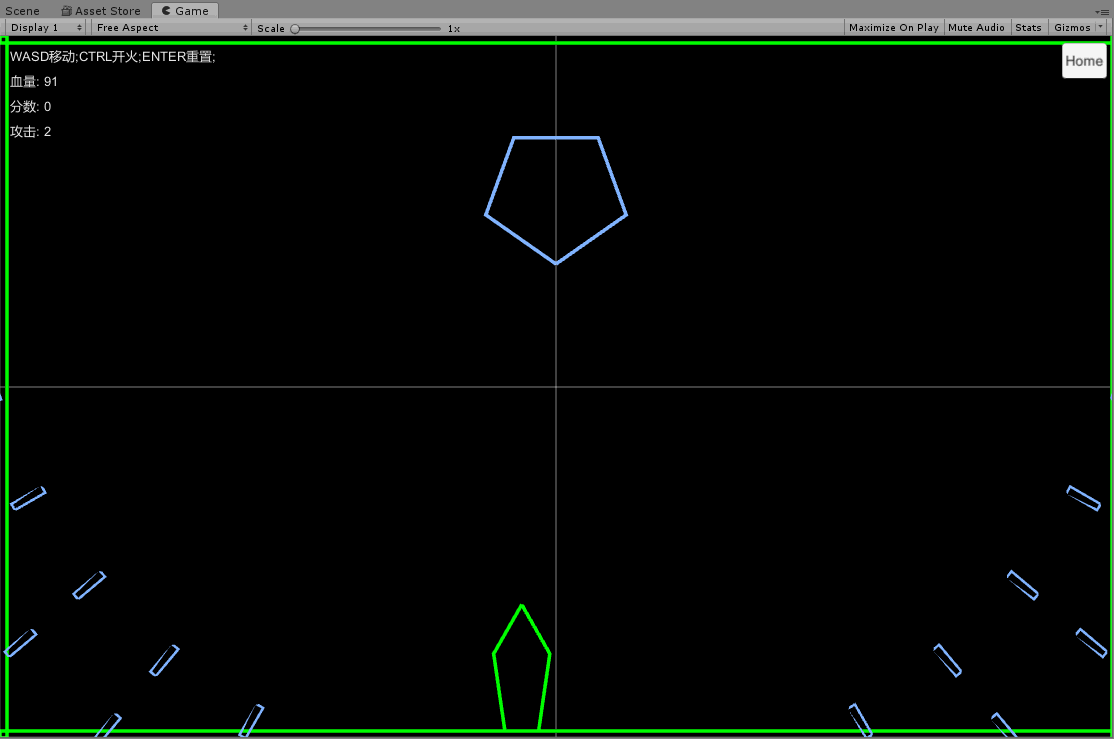 Scene Asset Store Game
Display 1 Free Aspect Scale 1x Maximize On Play Mute Audio Stats Gizmos
WASD移动;CTRL开火;ENTER重置;
Home
血量: 91
分数: 0
攻击: 2